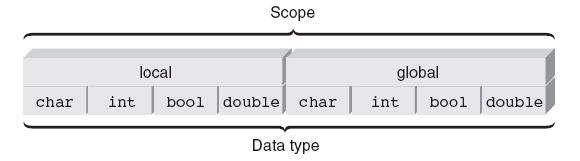 Scope
local global
char int bool double char int bool double
Data type